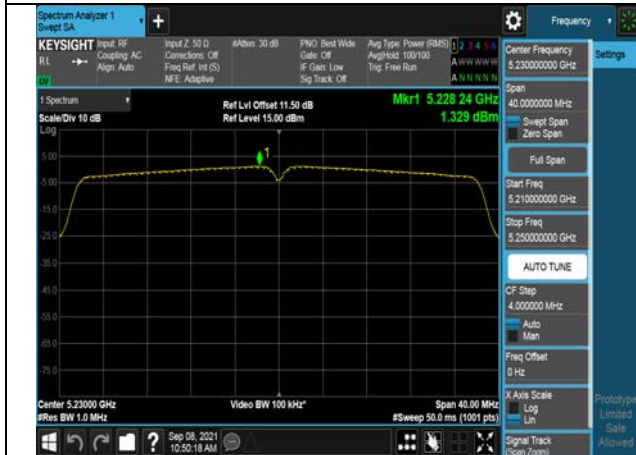 Spectrum Analyzer 1
Swept SA
+
Frequency
KEYSIGHT
RL
Input: RF
Coupling: AC
Align: Auto
Input Z: 50 Ω
Corrections: Off
Freq Ref: Int (S)
NFE: Adaptive
#Atten: 30 dB
PNO: Best Wide
Gate: Off
IF Gain: Low
Sig Track: Off
Avg Type: Power (RMS)
Avg|Hold: 100/100
Trig: Free Run
1 2 3 4 5 6
A W W W W W
A N N N N N
1 Spectrum
Scale/Div 10 dB
Log
Ref Lvl Offset 11.50 dB
Ref Level 15.00 dBm
Mkr1 5.228 24 GHz
1.329 dBm
1
5.00
-5.00
-15.0
-25.0
-35.0
-45.0
-55.0
-65.0
-75.0
Center 5.23000 GHz
#Res BW 1.0 MHz
Video BW 100 kHz*
Span 40.00 MHz
#Sweep 50.0 ms (1001 pts)
Sep 08, 2021
10:50:18 AM
Center Frequency
5.230000000 GHz
Settings
Span
40.0000000 MHz
Swept Span
Zero Span
Full Span
Start Freq
5.210000000 GHz
Stop Freq
5.250000000 GHz
AUTO TUNE
CF Step
4.000000 MHz
Auto
Man
Freq Offset
0 Hz
X Axis Scale
Log
Lin
Signal Track
(Span Zoom)
Prototype
Limited
Sale
Allowed